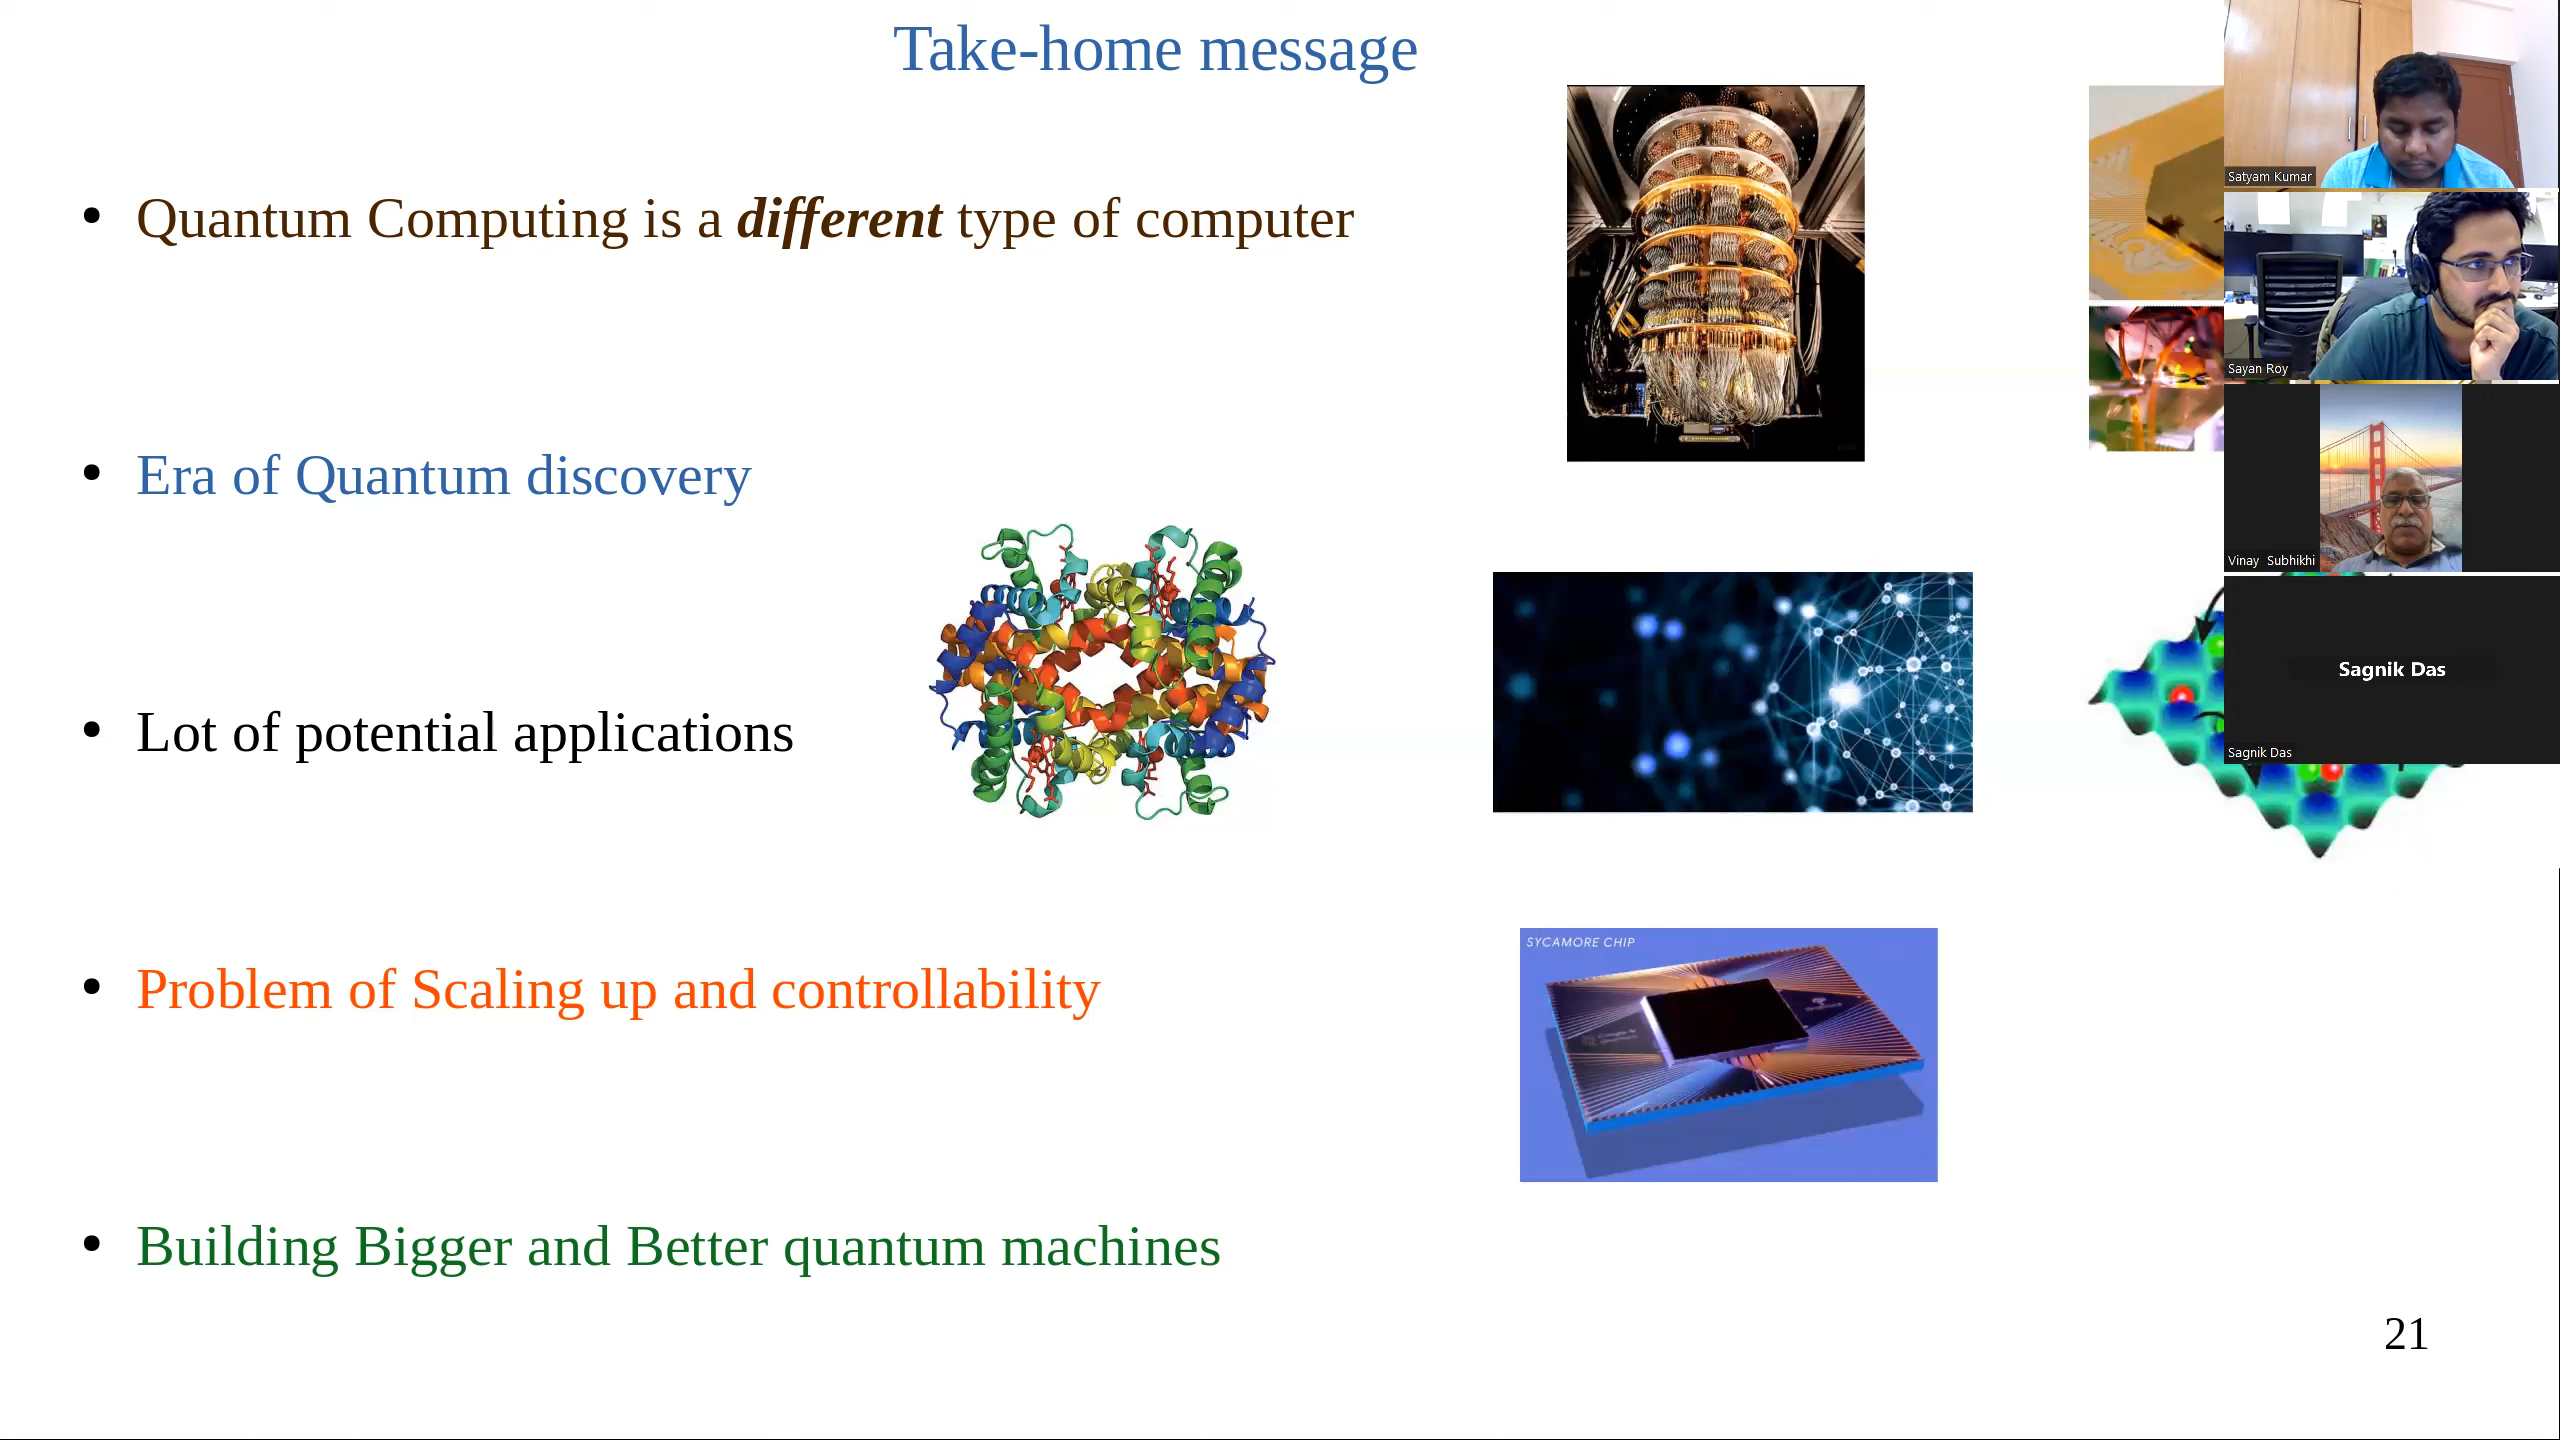 Take-home message
• Quantum Computing is a different type of computer
• Era of Quantum discovery
• Lot of potential applications
• Problem of Scaling up and controllability
• Building Bigger and Better quantum machines
SYCAMORE CHIP
21
Satyam Kumar
Sayan Roy
Vinay Subhikhi
Sagnik Das
Sagnik Das